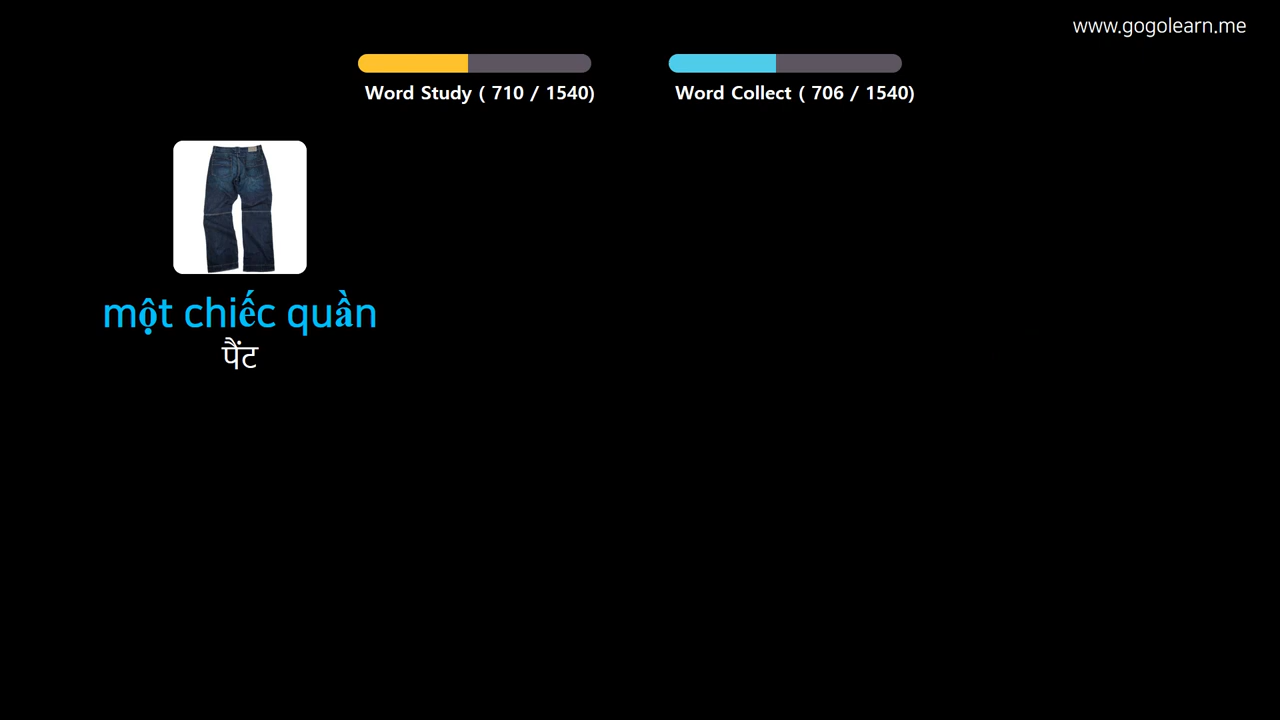 www.gogolearn.me
Word Study ( 710 / 1540)
Word Collect ( 706 / 1540)
một chiếc quần
पैंट